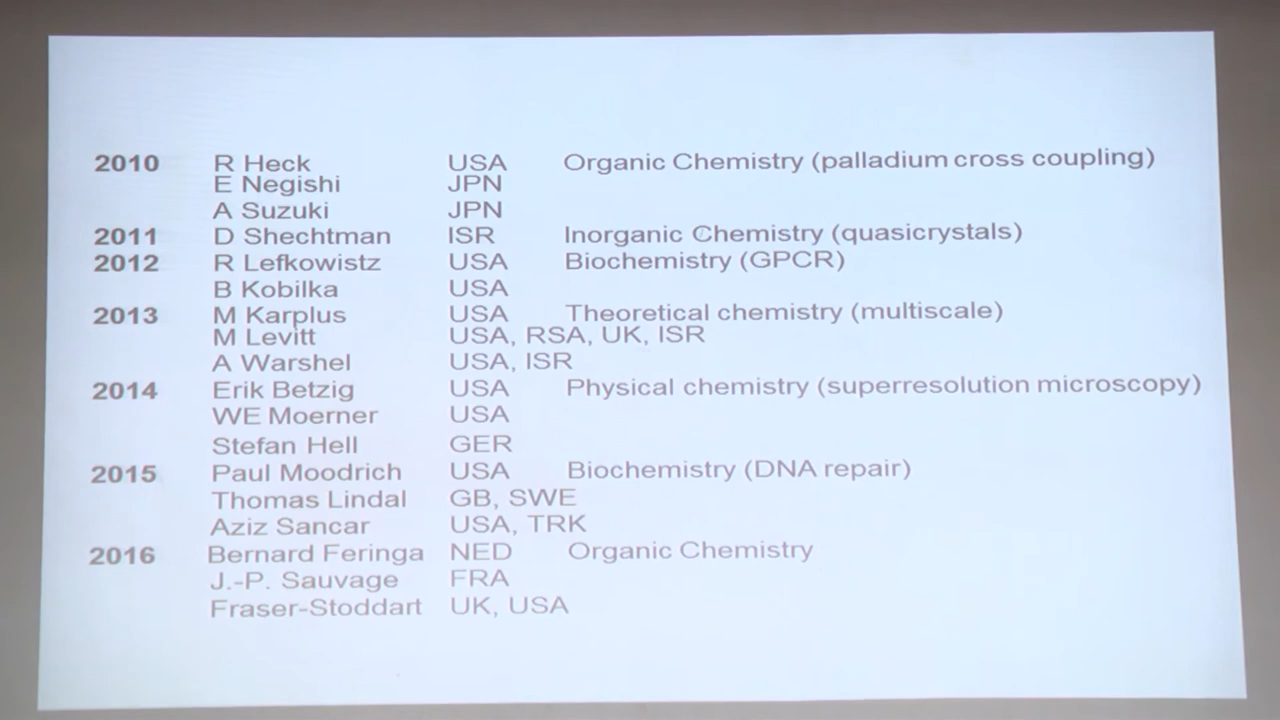 2010 R Heck USA Organic Chemistry (palladium cross coupling)
E Negishi JPN
A Suzuki JPN
2011 D Shechtman ISR Inorganic Chemistry (quasicrystals)
2012 R Lefkowistz USA Biochemistry (GPCR)
B Kobilka USA
2013 M Karplus USA Theoretical chemistry (multiscale)
M Levitt USA, RSA, UK, ISR
A Warshel USA, ISR
2014 Erik Betzig USA Physical chemistry (superresolution microscopy)
WE Moerner USA
Stefan Hell GER
2015 Paul Moodrich USA Biochemistry (DNA repair)
Thomas Lindal GB, SWE
Aziz Sancar USA, TRK
2016 Bernard Feringa NED Organic Chemistry
J.-P. Sauvage FRA
Fraser-Stoddart UK, USA